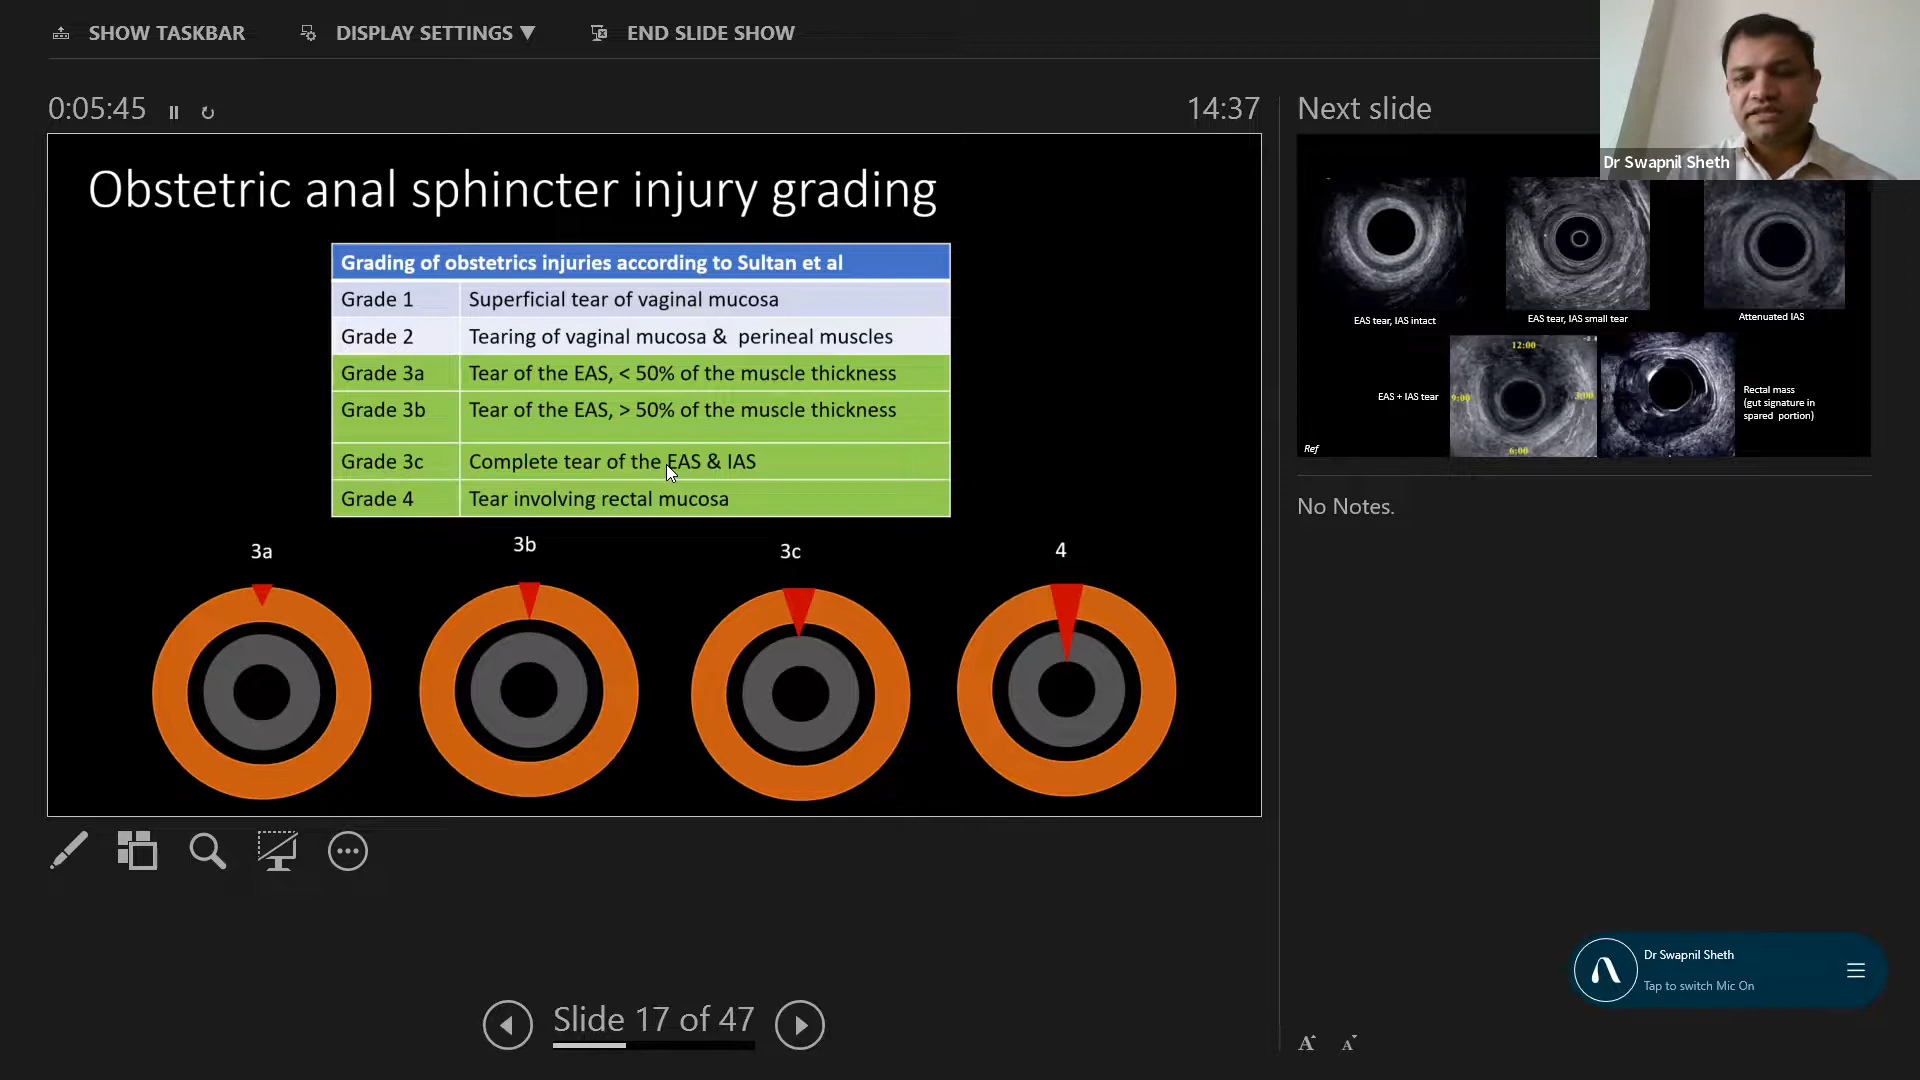 SHOW TASKBAR
DISPLAY SETTINGS ▼
END SLIDE SHOW
0:05:45
14:37
Next slide
Dr Swapnil Sheth
Obstetric anal sphincter injury grading
Grading of obstetrics injuries according to Sultan et al
Grade 1 Superficial tear of vaginal mucosa
Grade 2 Tearing of vaginal mucosa & perineal muscles
Grade 3a Tear of the EAS, < 50% of the muscle thickness
Grade 3b Tear of the EAS, > 50% of the muscle thickness
Grade 3c Complete tear of the EAS & IAS
Grade 4 Tear involving rectal mucosa
3a
3b
3c
4
EAS tear, IAS intact
EAS tear, IAS small tear
Attenuated IAS
12:00
EAS + IAS tear
9:00
3:00
6:00
Rectal mass
(gut signature in
spared portion)
Ref
No Notes.
Dr Swapnil Sheth
Tap to switch Mic On
Slide 17 of 47
A A